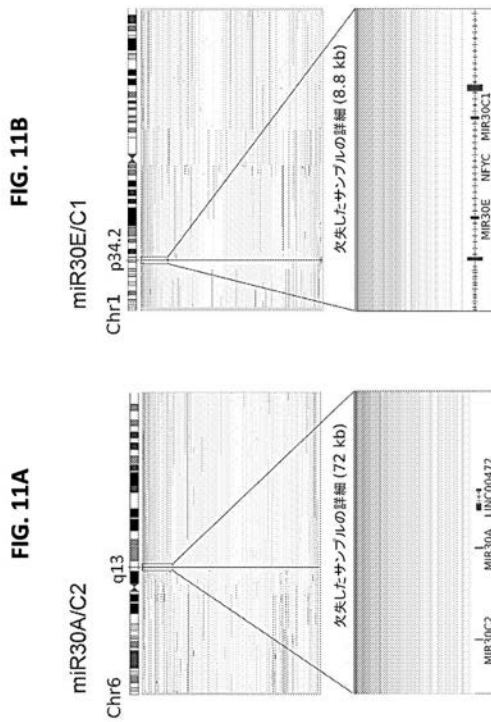 FIG. 11A
miR30A/C2
Chr6 q13
欠失したサンプルの詳細 (72 kb)
MIR30C2 MIR30A LINC00472
FIG. 11B
miR30E/C1
Chr1 p34.2
欠失したサンプルの詳細 (8.8 kb)
MIR30E NFYC MIR30C1